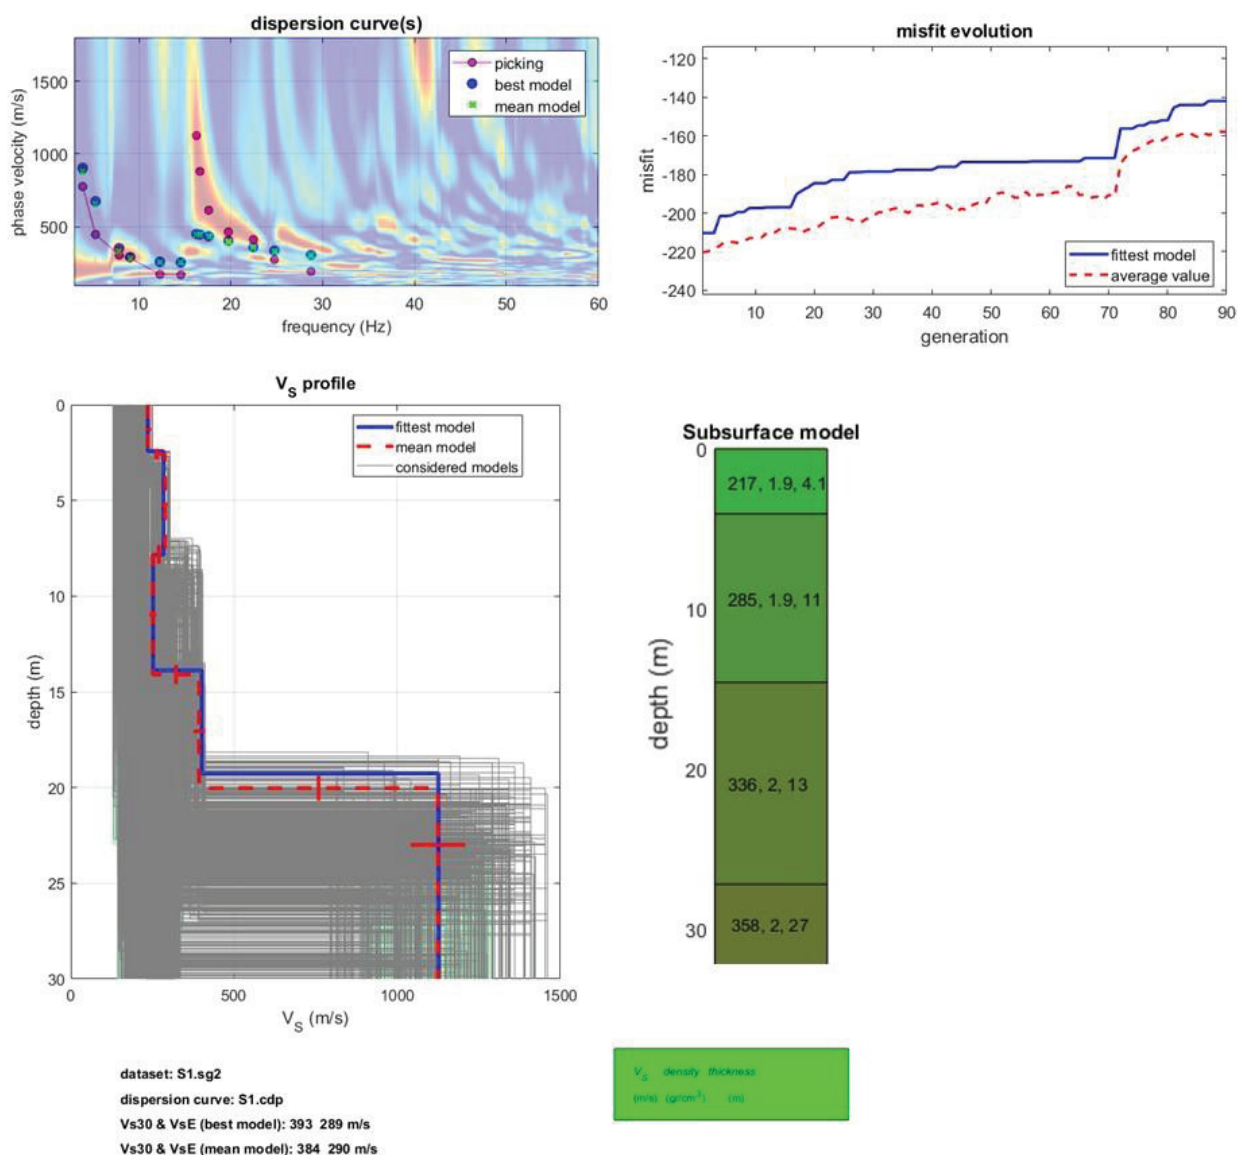 dispersion curve(s)
picking
best model
mean model
1500
1000
500
phase velocity (m/s)
10
20
30
40
50
60
frequency (Hz)
misfit evolution
-120
-140
-160
-180
-200
-220
-240
misfit
fittest model
average value
10
20
30
40
50
60
70
80
90
generation
VS profile
fittest model
mean model
considered models
0
5
10
15
20
25
30
depth (m)
0
500
1000
1500
VS (m/s)
Subsurface model
0
10
20
30
depth (m)
217, 1.9, 4.1
285, 1.9, 11
336, 2, 13
358, 2, 27
dataset: S1.sg2
dispersion curve: S1.cdp
Vs30 & VsE (best model): 393 289 m/s
Vs30 & VsE (mean model): 384 290 m/s
VS density thickness
(m/s) (gr/cm3) (m)